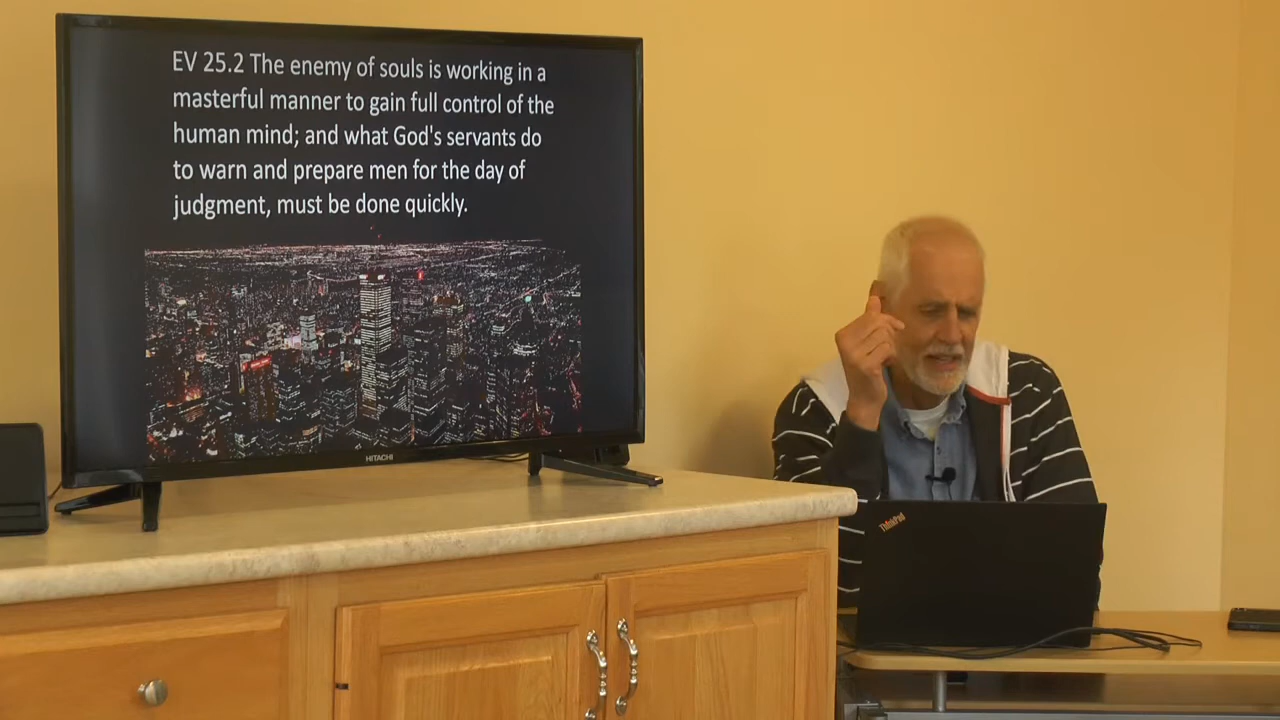 EV 25.2 The enemy of souls is working in a
masterful manner to gain full control of the
human mind; and what God's servants do
to warn and prepare men for the day of
judgment, must be done quickly.
HITACHI
ThinkPad